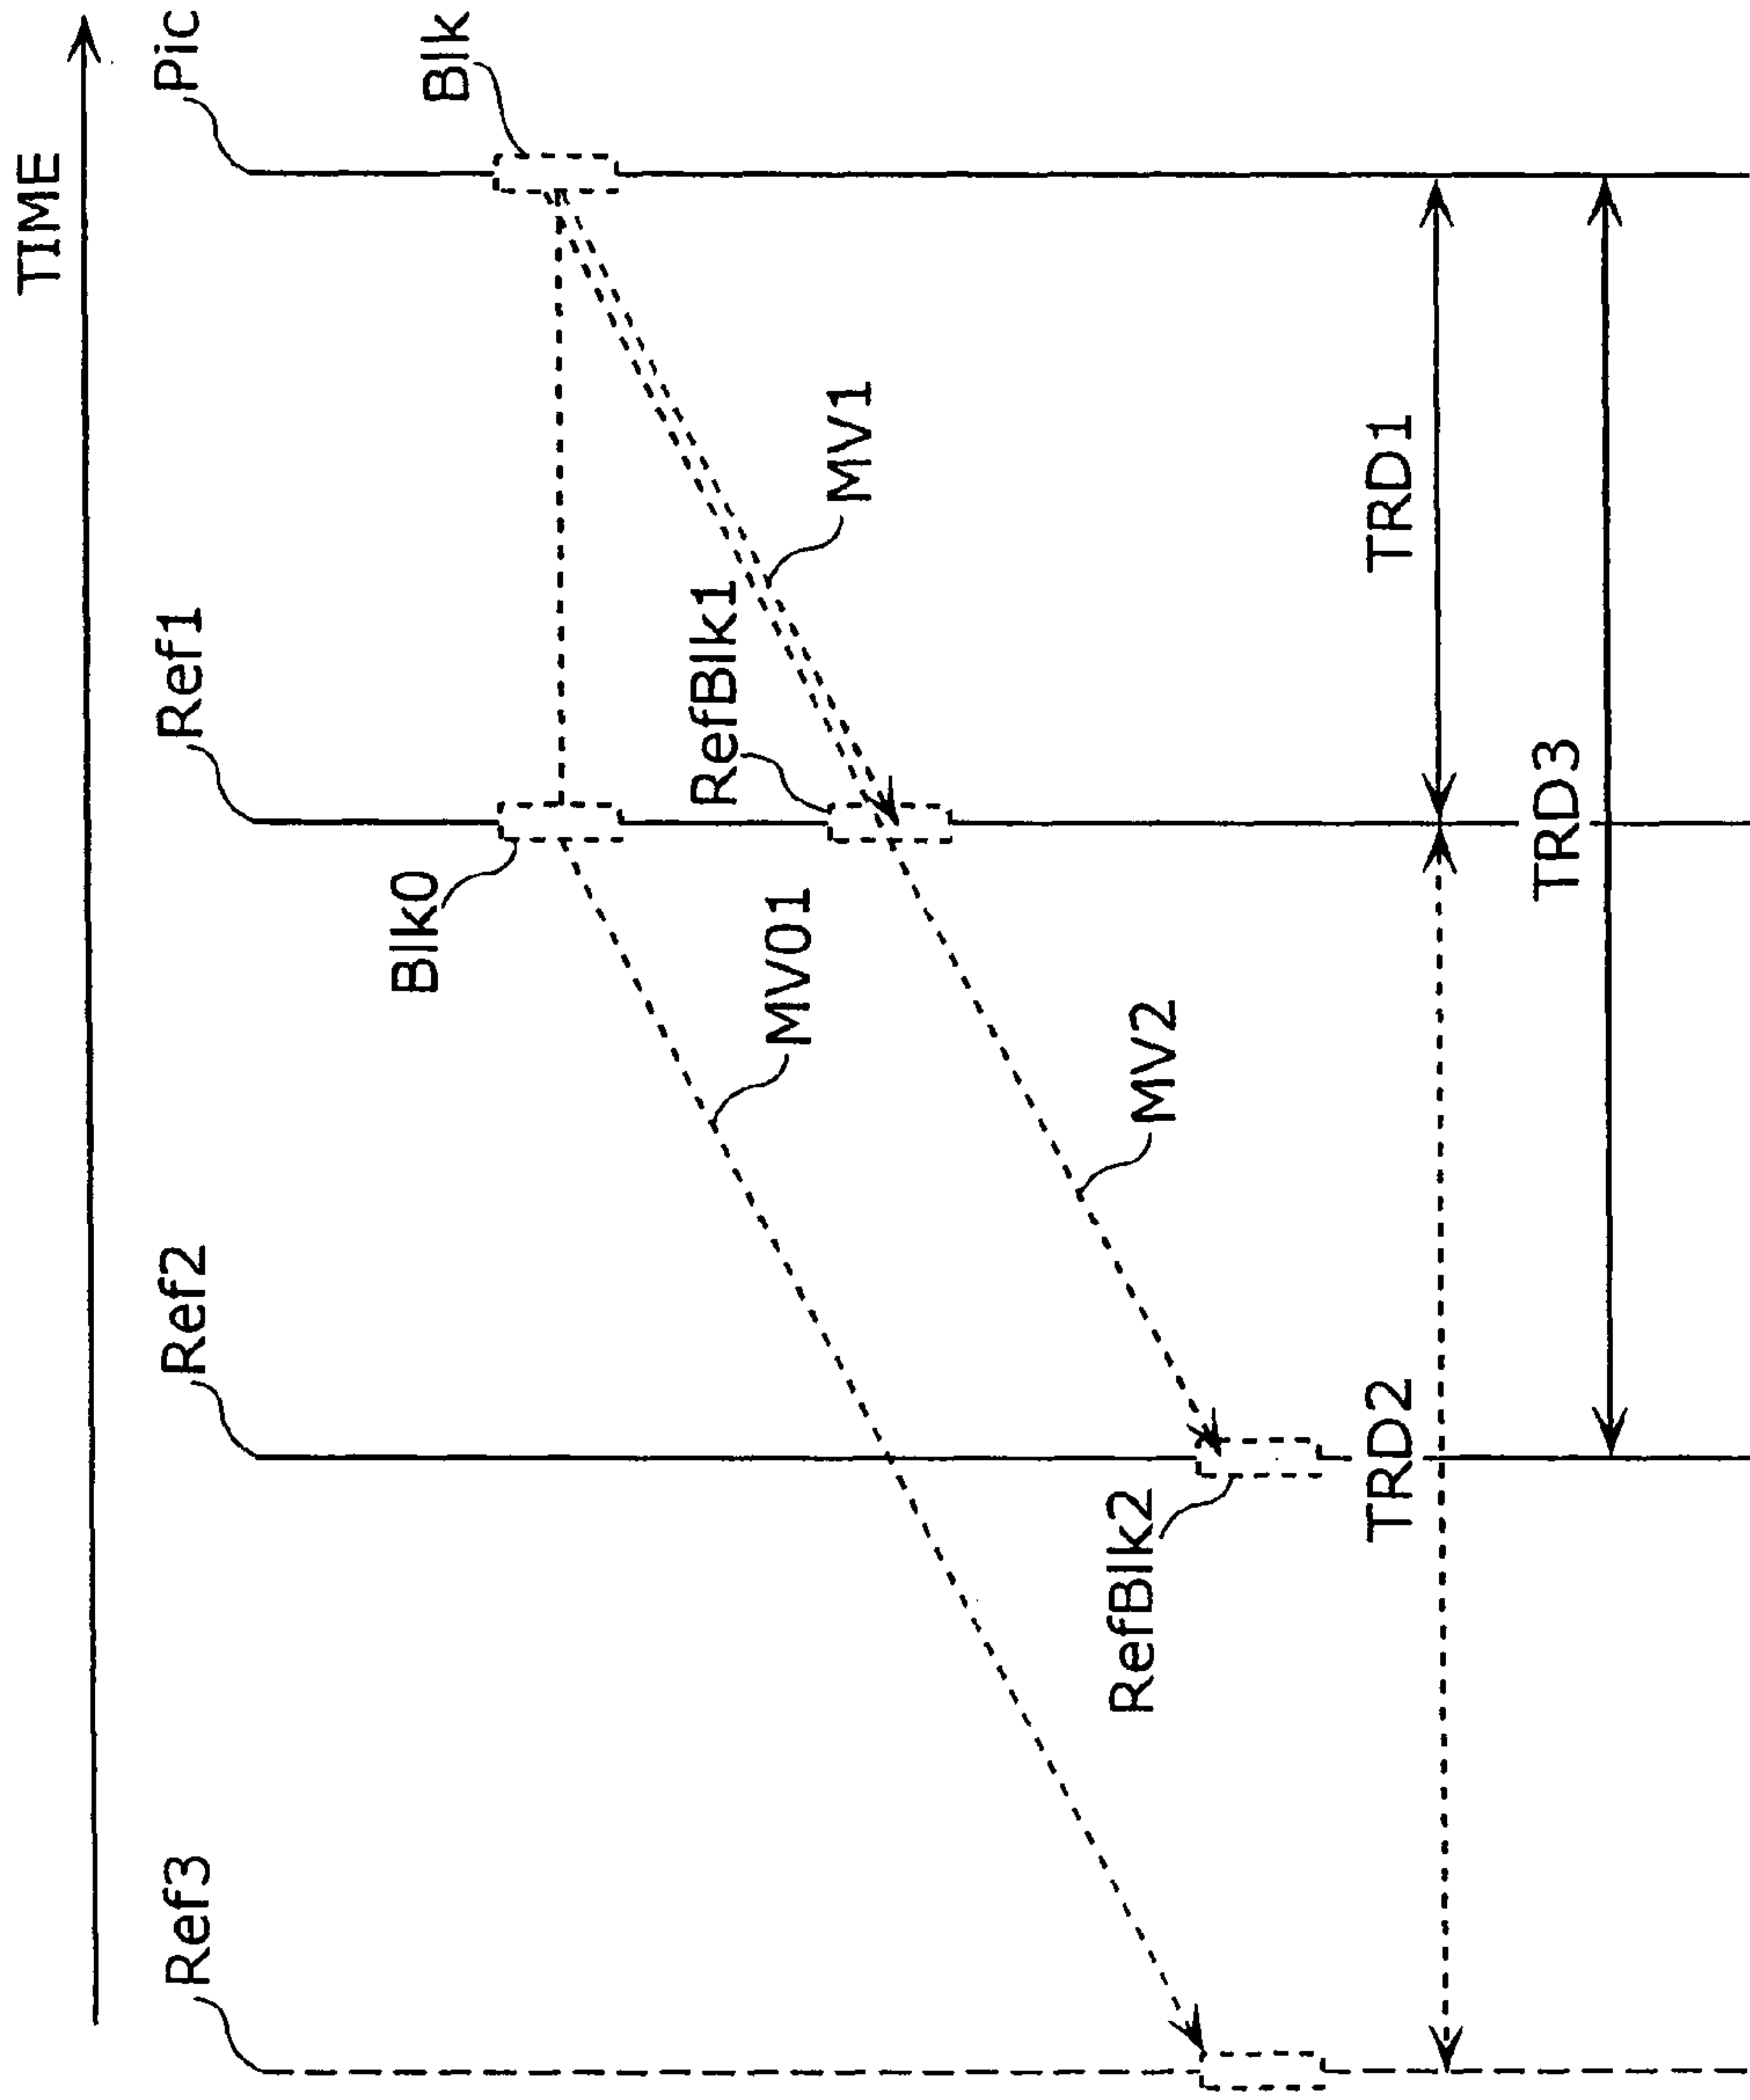 TIME
Ref3
Ref2
Ref1
Pic
Blk0
Blk
RefBlk1
MV01
MV1
RefBlk2
MV2
TRD2
TRD1
TRD3